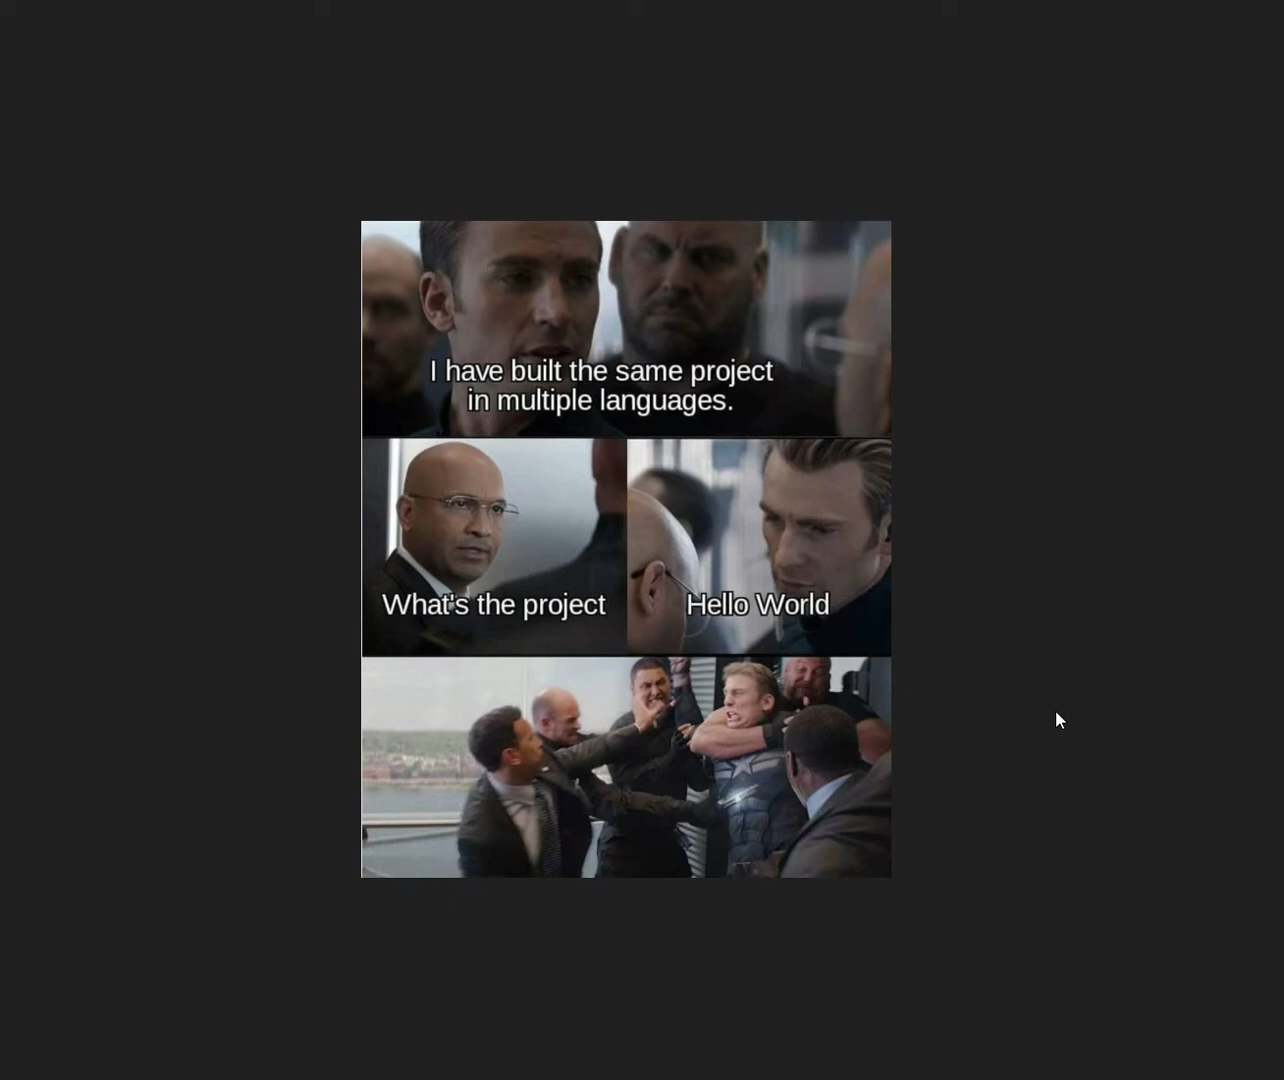 I have built the same project
in multiple languages.
What's the project
Hello World